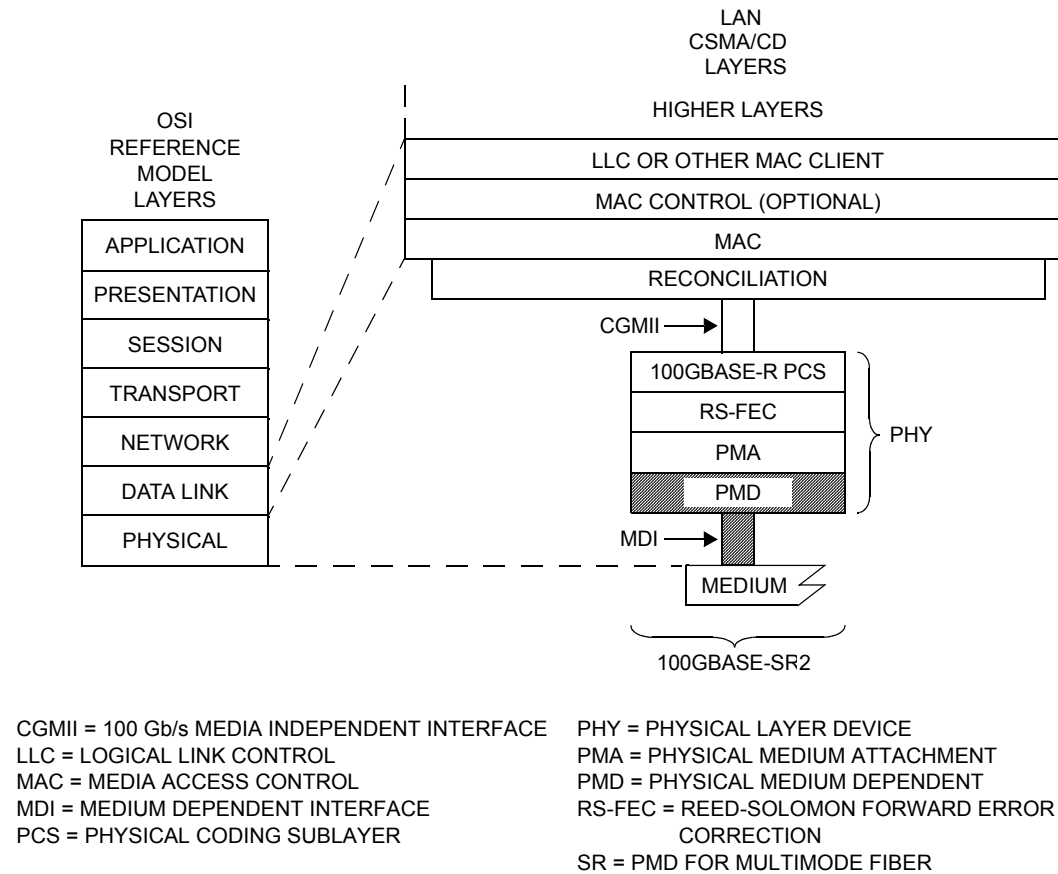 LAN
CSMA/CD
LAYERS
HIGHER LAYERS
OSI
REFERENCE
MODEL
LAYERS
LLC OR OTHER MAC CLIENT
MAC CONTROL (OPTIONAL)
MAC
RECONCILIATION
APPLICATION
PRESENTATION
SESSION
TRANSPORT
NETWORK
DATA LINK
PHYSICAL
CGMII
100GBASE-R PCS
RS-FEC
PMA
PMD
PHY
MDI
MEDIUM
100GBASE-SR2
CGMII = 100 Gb/s MEDIA INDEPENDENT INTERFACE
LLC = LOGICAL LINK CONTROL
MAC = MEDIA ACCESS CONTROL
MDI = MEDIUM DEPENDENT INTERFACE
PCS = PHYSICAL CODING SUBLAYER
PHY = PHYSICAL LAYER DEVICE
PMA = PHYSICAL MEDIUM ATTACHMENT
PMD = PHYSICAL MEDIUM DEPENDENT
RS-FEC = REED-SOLOMON FORWARD ERROR
CORRECTION
SR = PMD FOR MULTIMODE FIBER